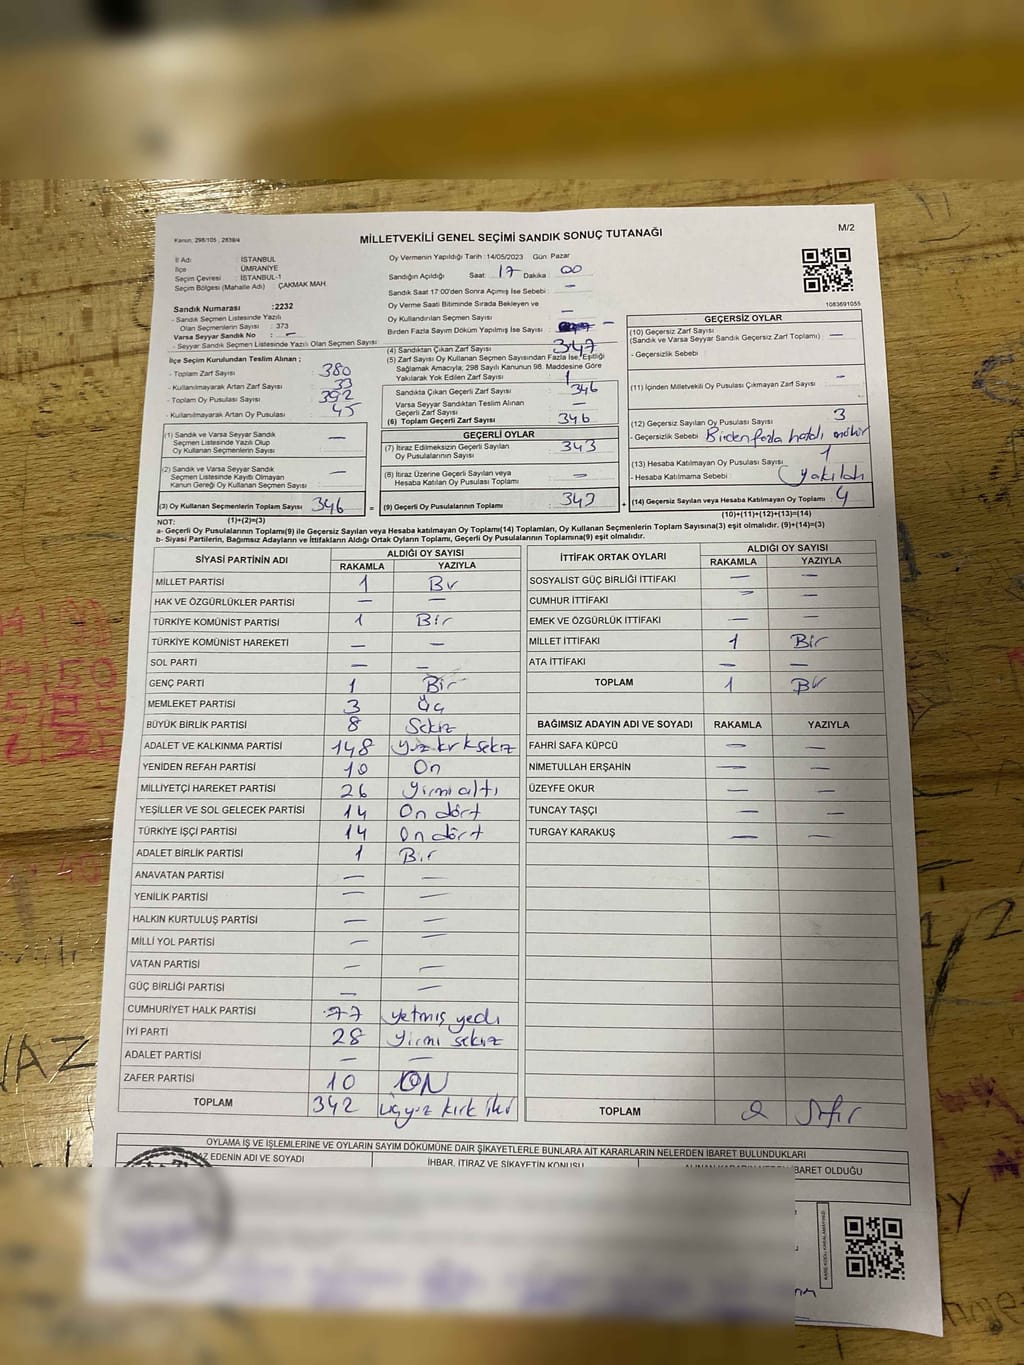 Kanun: 298/105 , 2839/4
MİLLETVEKİLİ GENEL SEÇİMİ SANDIK SONUÇ TUTANAĞI
M/2
İl Adı: İSTANBUL
İlçe ÜMRANİYE
Seçim Çevresi : İSTANBUL-1
Seçim Bölgesi (Mahalle Adı) : ÇAKMAK MAH.
Sandık Numarası :2232
- Sandık Seçmen Listesinde Yazılı
Olan Seçmenlerin Sayısı : 373
Varsa Seyyar Sandık No : —
- Seyyar Sandık Seçmen Listesinde Yazılı Olan Seçmen Sayısı
Oy Vermenin Yapıldığı Tarih :14/05/2023 Gün: Pazar
Sandığın Açıldığı Saat : 17 Dakika : 00
Sandık Saat 17:00'den Sonra Açılmış İse Sebebi : —
Oy Verme Saati Bitiminde Sırada Bekleyen ve
Oy Kullandırılan Seçmen Sayısı : —
Birden Fazla Sayım Döküm Yapılmış İse Sayısı : —
1083691055
İlçe Seçim Kurulundan Teslim Alınan ;
- Toplam Zarf Sayısı : 380
- Kullanılmayarak Artan Zarf Sayısı : 33
- Toplam Oy Pusulası Sayısı : 392
- Kullanılmayarak Artan Oy Pusulası : 45
(4) Sandıktan Çıkan Zarf Sayısı : 347
(5) Zarf Sayısı Oy Kullanan Seçmen Sayısından Fazla İse, Eşitliği
Sağlamak Amacıyla; 298 Sayılı Kanunun 98. Maddesine Göre
Yakılarak Yok Edilen Zarf Sayısı : 1
Sandıkta Çıkan Geçerli Zarf Sayısı : 346
Varsa Seyyar Sandıktan Teslim Alınan
Geçerli Zarf Sayısı : —
(6) Toplam Geçerli Zarf Sayısı : 346
GEÇERSİZ OYLAR
(10) Geçersiz Zarf Sayısı
(Sandık ve Varsa Seyyar Sandık Geçersiz Zarf Toplamı) : —
- Geçersizlik Sebebi :
(11) İçinden Milletvekili Oy Pusulası Çıkmayan Zarf Sayısı : —
(12) Geçersiz Sayılan Oy Pusulası Sayısı 3
- Geçersizlik Sebebi : Birden fazla hatalı mühür
(13) Hesaba Katılmayan Oy Pusulası Sayısı : 1
- Hesaba Katılmama Sebebi : yakılan
(14) Geçersiz Sayılan veya Hesaba Katılmayan Oy Toplamı : 4
(10)+(11)+(12)+(13)=(14)
(1) Sandık ve Varsa Seyyar Sandık
Seçmen Listesinde Yazılı Olup
Oy Kullanan Seçmenlerin Sayısı : —
(2) Sandık ve Varsa Seyyar Sandık
Seçmen Listesinde Kayıtlı Olmayan
Kanun Gereği Oy Kullanan Seçmen Sayısı : —
(3) Oy Kullanan Seçmenlerin Toplam Sayısı : 346 =
(1)+(2)=(3)
GEÇERLİ OYLAR
(7) İtiraz Edilmeksizin Geçerli Sayılan
Oy Pusulalarının Sayısı : 343
(8) İtiraz Üzerine Geçerli Sayılan veya
Hesaba Katılan Oy Pusulası Toplamı : —
(9) Geçerli Oy Pusulalarının Toplamı : 343 +
NOT:
a- Geçerli Oy Pusulalarının Toplamı(9) ile Geçersiz Sayılan veya Hesaba katılmayan Oy Toplamı(14) Toplamları, Oy Kullanan Seçmenlerin Toplam Sayısına(3) eşit olmalıdır. (9)+(14)=(3)
b- Siyasi Partilerin, Bağımsız Adayların ve İttifakların Aldığı Ortak Oyların Toplamı, Geçerli Oy Pusulalarının Toplamına(9) eşit olmalıdır.
SİYASİ PARTİNİN ADI ALDIĞI OY SAYISI
RAKAMLA YAZIYLA
MİLLET PARTİSİ 1 Bir
HAK VE ÖZGÜRLÜKLER PARTİSİ — —
TÜRKİYE KOMÜNİST PARTİSİ 1 Bir
TÜRKİYE KOMÜNİST HAREKETİ — —
SOL PARTİ — —
GENÇ PARTİ 1 Bir
MEMLEKET PARTİSİ 3 Üç
BÜYÜK BİRLİK PARTİSİ 8 Sekiz
ADALET VE KALKINMA PARTİSİ 148 yüz kırk sekiz
YENİDEN REFAH PARTİSİ 10 On
MİLLİYETÇİ HAREKET PARTİSİ 26 Yirmi altı
YEŞİLLER VE SOL GELECEK PARTİSİ 14 On dört
TÜRKİYE İŞÇİ PARTİSİ 14 On dört
ADALET BİRLİK PARTİSİ 1 Bir
ANAVATAN PARTİSİ — —
YENİLİK PARTİSİ — —
HALKIN KURTULUŞ PARTİSİ — —
MİLLİ YOL PARTİSİ — —
VATAN PARTİSİ — —
GÜÇ BİRLİĞİ PARTİSİ — —
CUMHURİYET HALK PARTİSİ 77 yetmiş yedi
İYİ PARTİ 28 Yirmi sekiz
ADALET PARTİSİ — —
ZAFER PARTİSİ 10 ON
TOPLAM 342 üçyüz kırk iki
İTTİFAK ORTAK OYLARI ALDIĞI OY SAYISI
RAKAMLA YAZIYLA
SOSYALİST GÜÇ BİRLİĞİ İTTİFAKI — —
CUMHUR İTTİFAKI — —
EMEK VE ÖZGÜRLÜK İTTİFAKI — —
MİLLET İTTİFAKI 1 Bir
ATA İTTİFAKI — —
TOPLAM 1 Bir
BAĞIMSIZ ADAYIN ADI VE SOYADI RAKAMLA YAZIYLA
FAHRİ SAFA KÜPCÜ — —
NİMETULLAH ERŞAHİN — —
ÜZEYFE OKUR — —
TUNCAY TAŞÇI — —
TURGAY KARAKUŞ — —
TOPLAM 0 Sıfır
OYLAMA İŞ VE İŞLEMLERİNE VE OYLARIN SAYIM DÖKÜMÜNE DAİR ŞİKAYETLERLE BUNLARA AİT KARARLARIN NELERDEN İBARET BULUNDUKLARI
EDENİN ADI VE SOYADI İHBAR, İTİRAZ VE ŞİKAYETİN KONUSU İBARET OLDUĞU